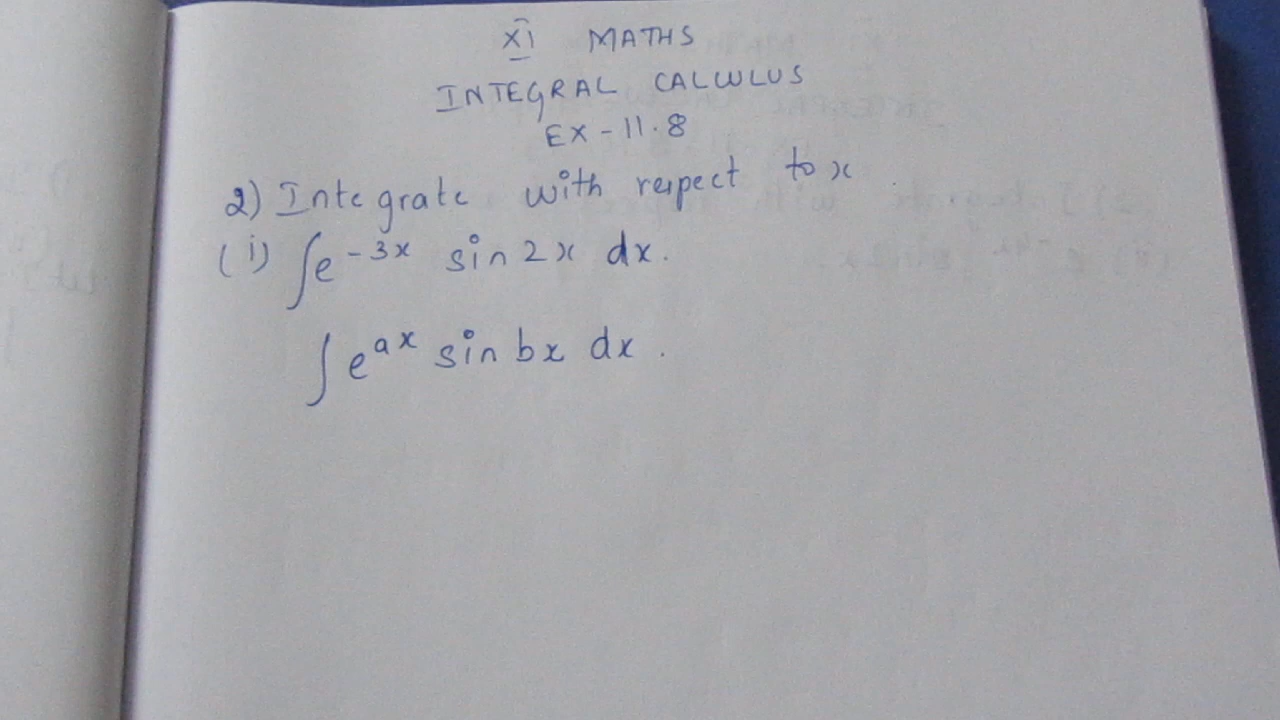 XI MATHS
INTEGRAL CALCULUS
EX - 11.8
2) Integrate with respect to x
(i) ∫e^{-3x} sin 2x dx.
∫e^{ax} sin bx dx.